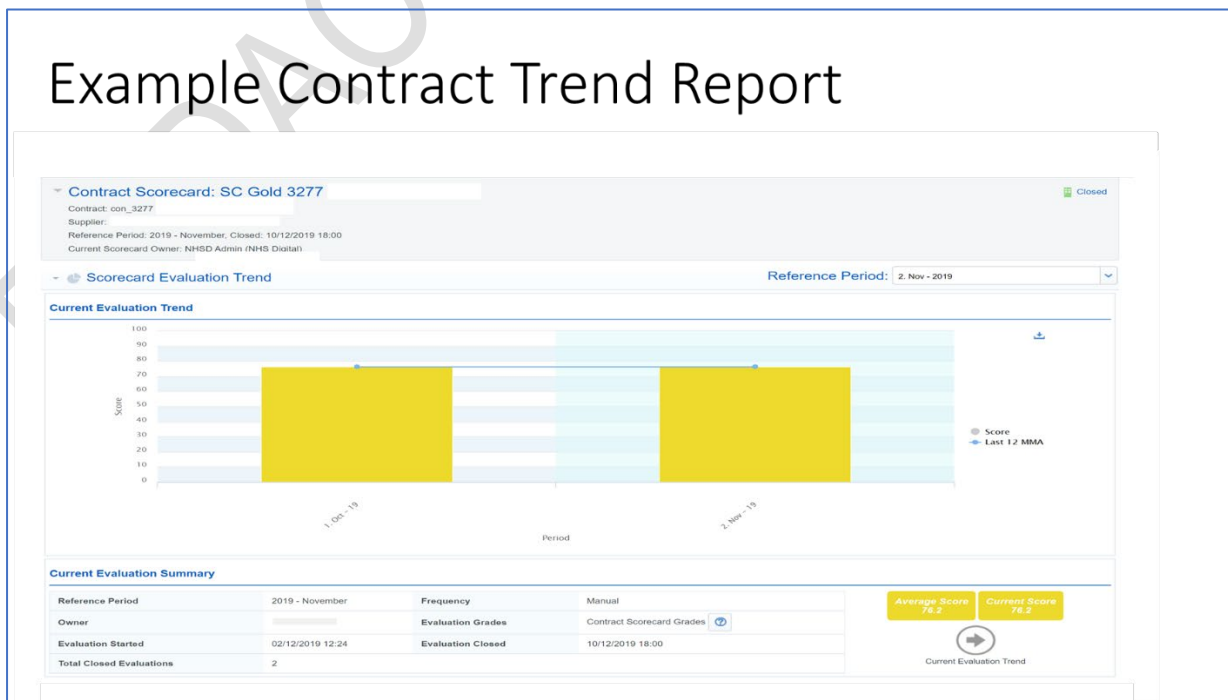 Example Contract Trend Report
Contract Scorecard: SC Gold 3277
Closed
Contract: con_3277
Supplier:
Reference Period: 2019 - November, Closed: 10/12/2019 18:00
Current Scorecard Owner: NHSD Admin (NHS Digital)
Scorecard Evaluation Trend
Reference Period: 2. Nov - 2019
Current Evaluation Trend
100
90
80
70
60
50
40
30
20
10
0
Score
Score
Last 12 MMA
1. Oct - 19
2. Nov - 19
Period
Current Evaluation Summary
Reference Period 2019 - November Frequency Manual
Owner Evaluation Grades Contract Scorecard Grades
Evaluation Started 02/12/2019 12:24 Evaluation Closed 10/12/2019 18:00
Total Closed Evaluations 2
Average Score
76.2
Current Score
76.2
Current Evaluation Trend